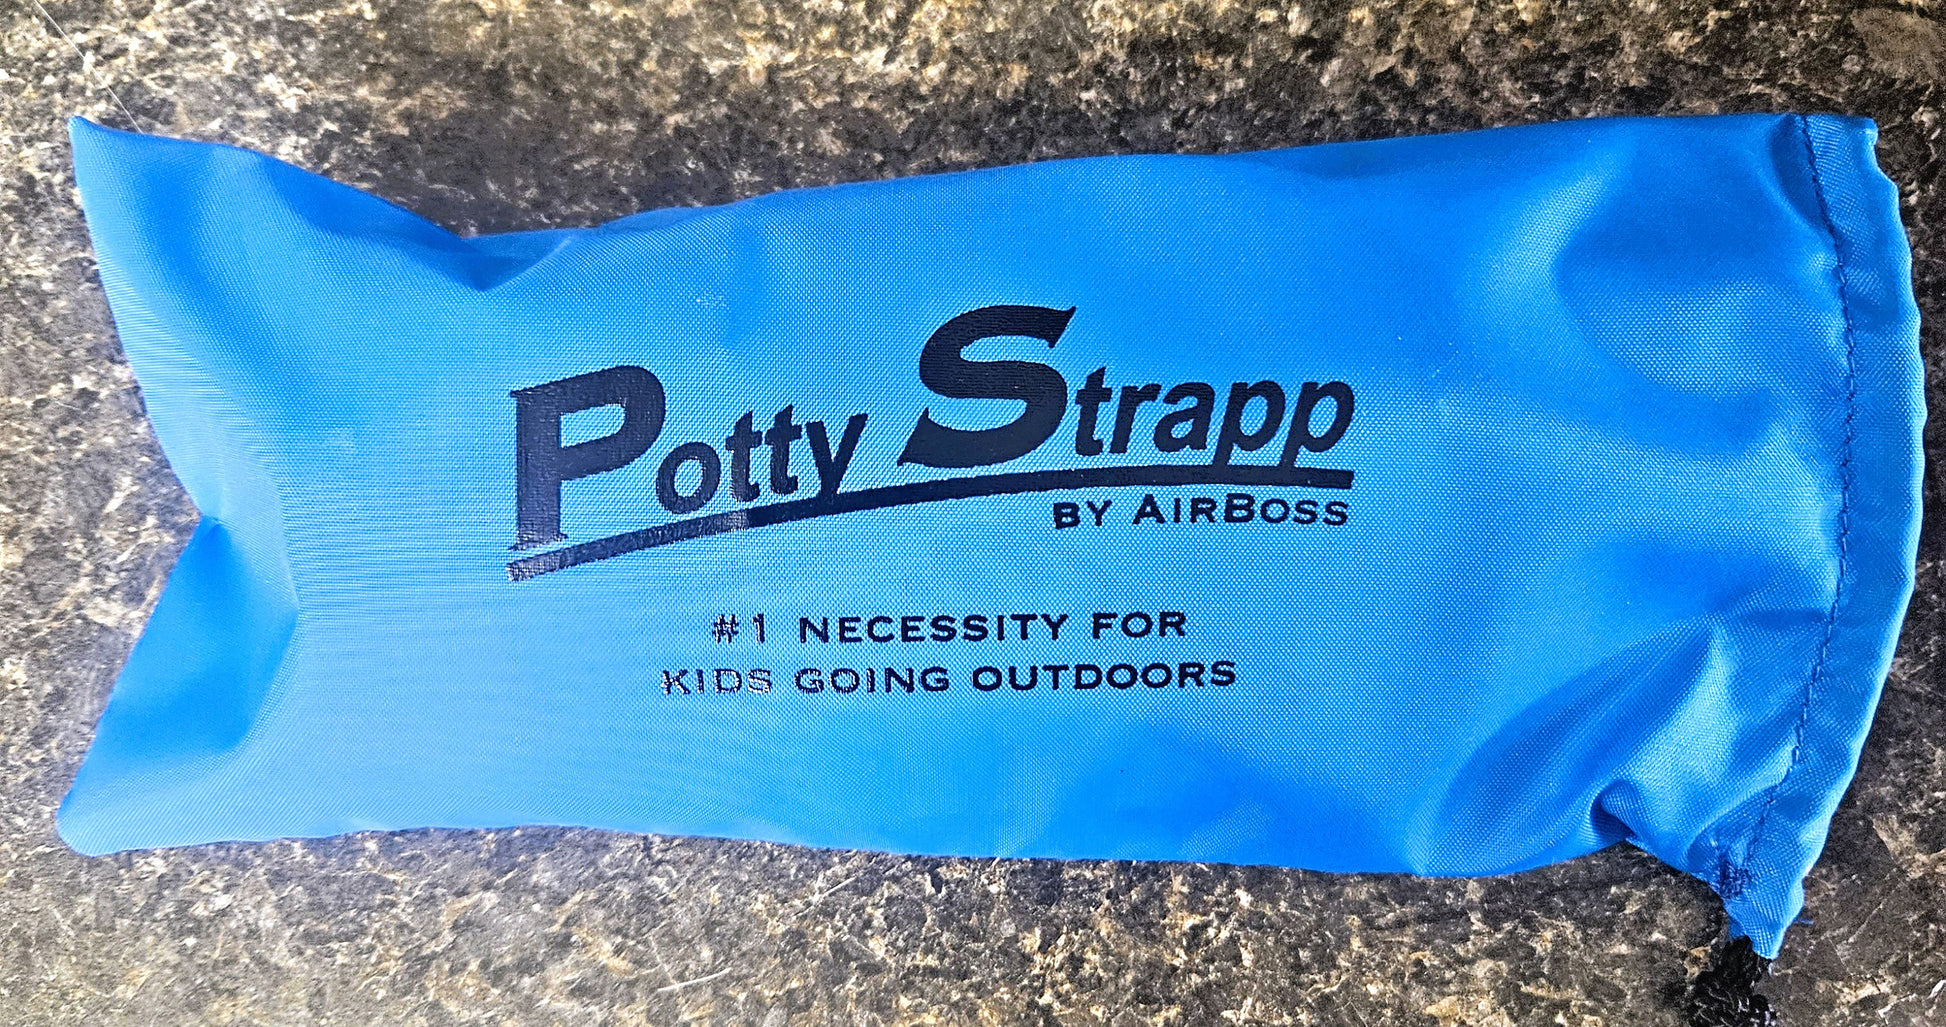 Potty Strapp
BY AIRBOSS
#1 NECESSITY FOR
KIDS GOING OUTDOORS